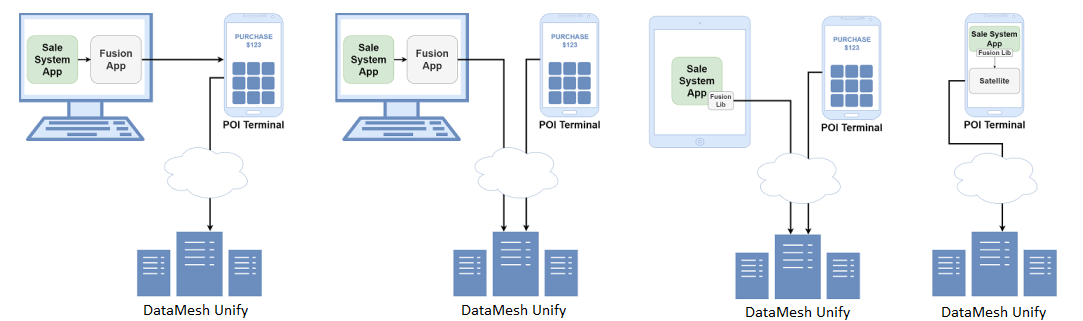 Sale
System
App
Fusion
App
PURCHASE
$123
POI Terminal
DataMesh Unify
Sale
System
App
Fusion
App
PURCHASE
$123
POI Terminal
DataMesh Unify
Sale
System
App
Fusion
Lib
PURCHASE
$123
POI Terminal
DataMesh Unify
Sale System
App
Fusion Lib
Satellite
POI Terminal
DataMesh Unify